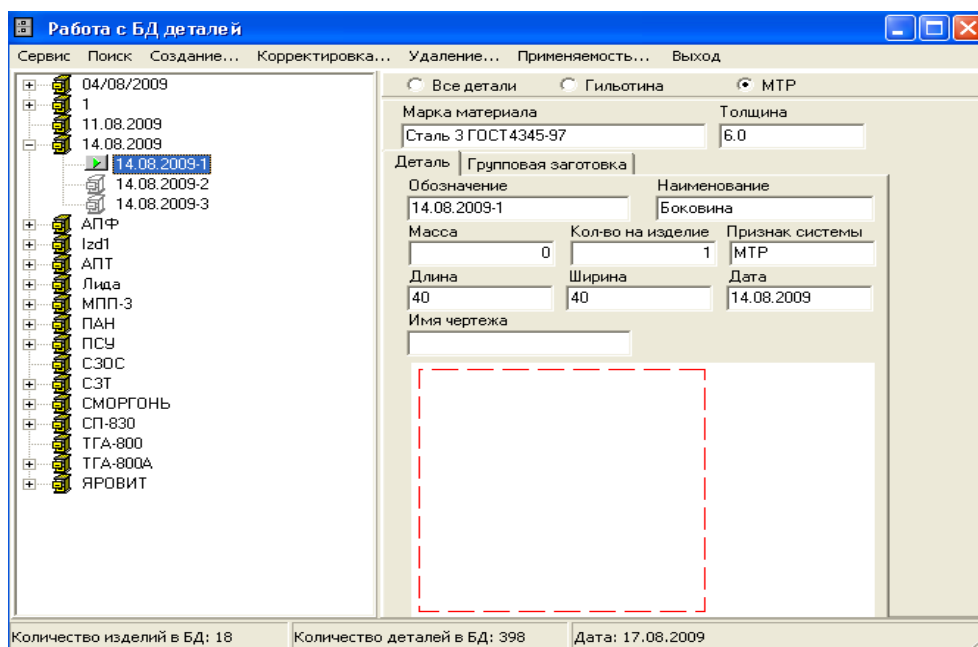 Работа с БД деталей
Сервис Поиск Создание... Корректировка... Удаление... Применяемость... Выход
04/08/2009
1
11.08.2009
14.08.2009
14.08.2009-1
14.08.2009-2
14.08.2009-3
АПФ
Izd1
АПТ
Лида
МПП-3
ПАН
ПСУ
СЗОС
СЗТ
СМОРГОНЬ
СП-830
ТГА-800
ТГА-800А
ЯРОВИТ
Все детали Гильотина МТР
Марка материала Толщина
Сталь 3 ГОСТ4345-97 6.0
Деталь Групповая заготовка
Обозначение Наименование
14.08.2009-1 Боковина
Масса Кол-во на изделие Признак системы
0 1 МТР
Длина Ширина Дата
40 40 14.08.2009
Имя чертежа
Количество изделий в БД: 18 Количество деталей в БД: 398 Дата: 17.08.2009